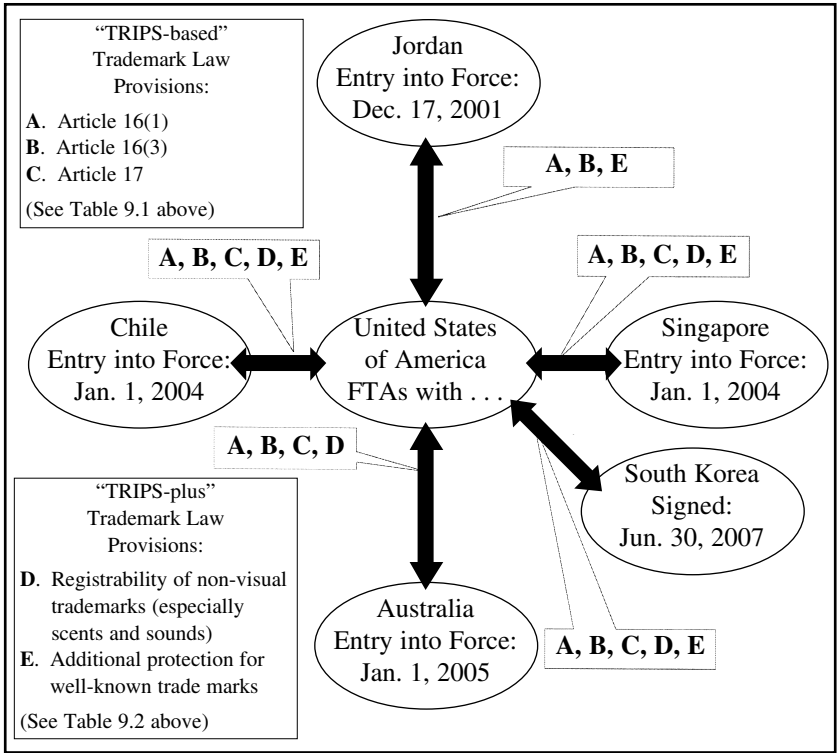 “TRIPS-based”
Trademark Law
Provisions:
A. Article 16(1)
B. Article 16(3)
C. Article 17
(See Table 9.1 above)
Jordan
Entry into Force:
Dec. 17, 2001
A, B, E
A, B, C, D, E
A, B, C, D, E
Chile
Entry into Force:
Jan. 1, 2004
United States
of America
FTAs with . . .
Singapore
Entry into Force:
Jan. 1, 2004
A, B, C, D
South Korea
Signed:
Jun. 30, 2007
“TRIPS-plus”
Trademark Law
Provisions:
D. Registrability of non-visual
trademarks (especially
scents and sounds)
E. Additional protection for
well-known trade marks
(See Table 9.2 above)
Australia
Entry into Force:
Jan. 1, 2005
A, B, C, D, E